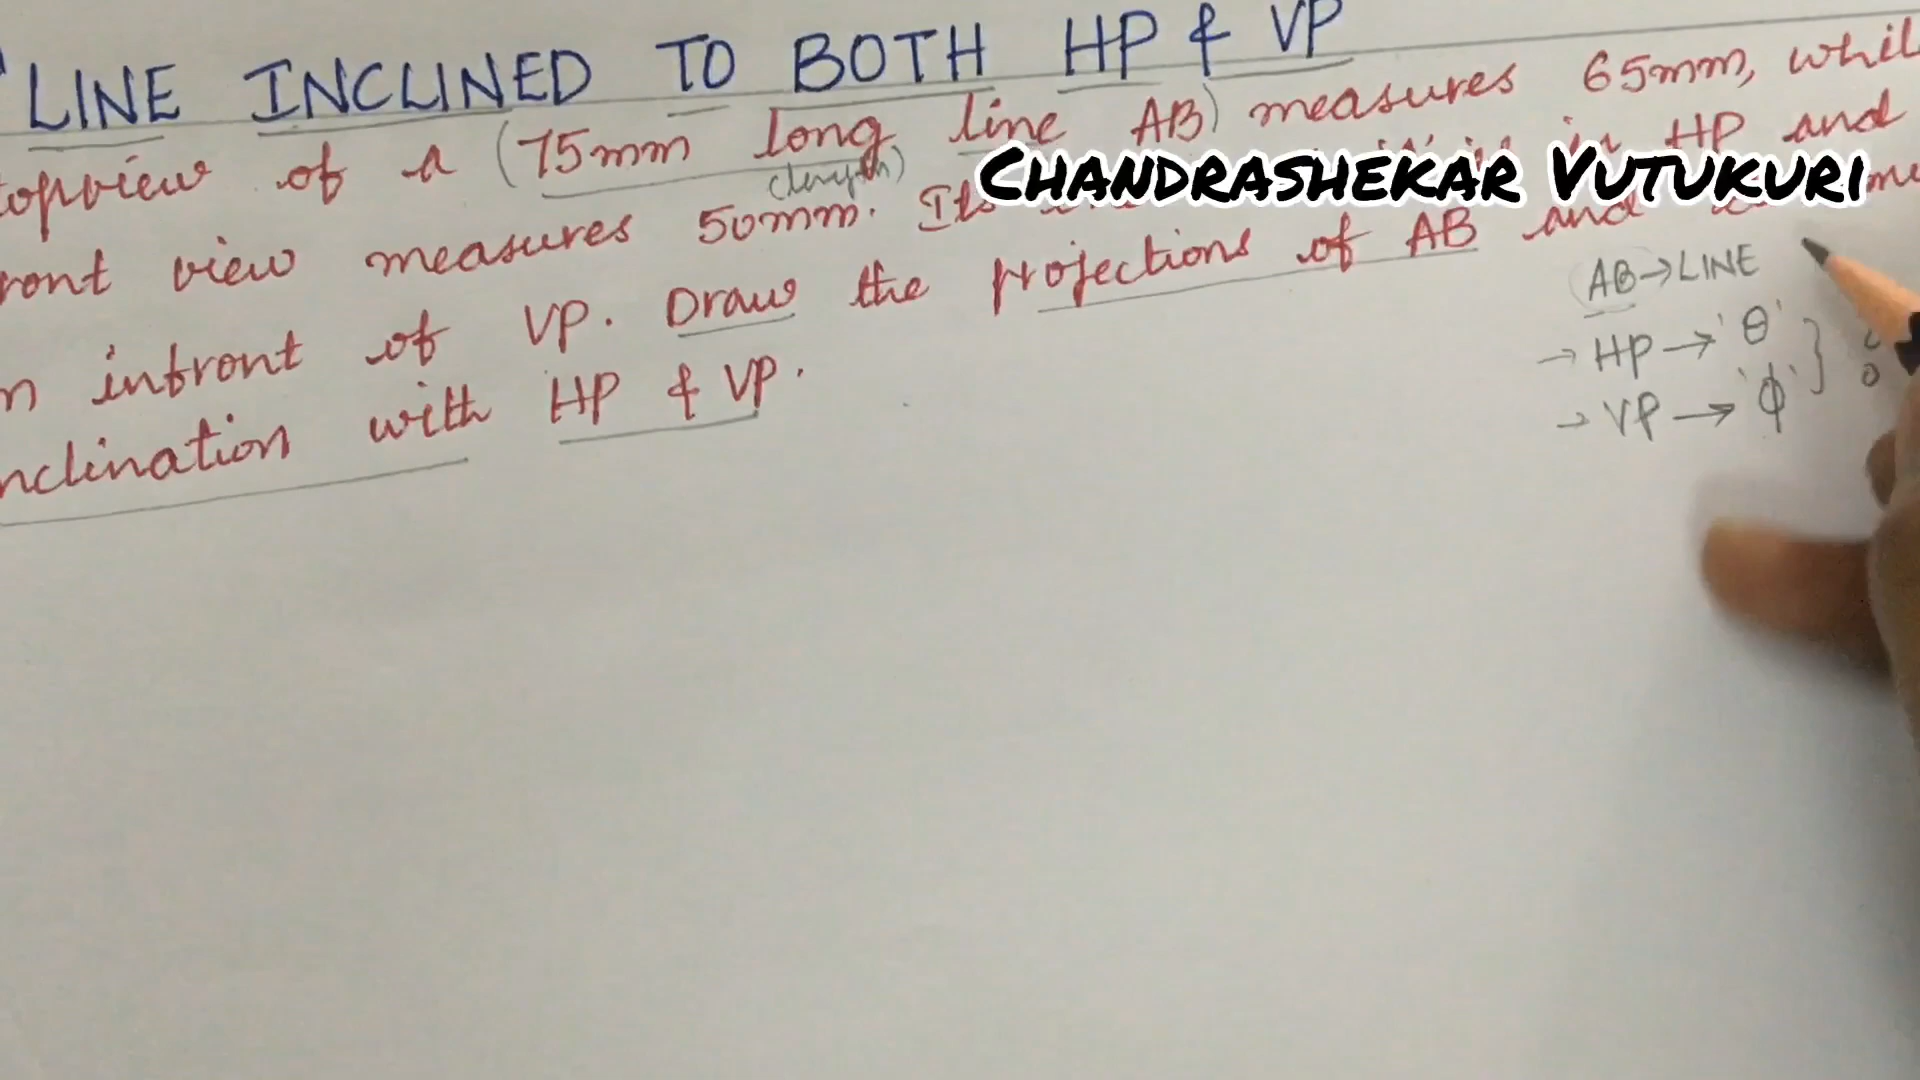 LINE INCLINED TO BOTH HP & VP
topview of a (75mm long line AB) measures 65mm, whil
(length)
ront view measures 50mm. Its in HP and
CHANDRASHEKAR VUTUKURI
n infront of VP. Draw the projections of AB and
nclination with HP & VP.
AB→LINE
→ HP→'θ'
→ VP→'ϕ'